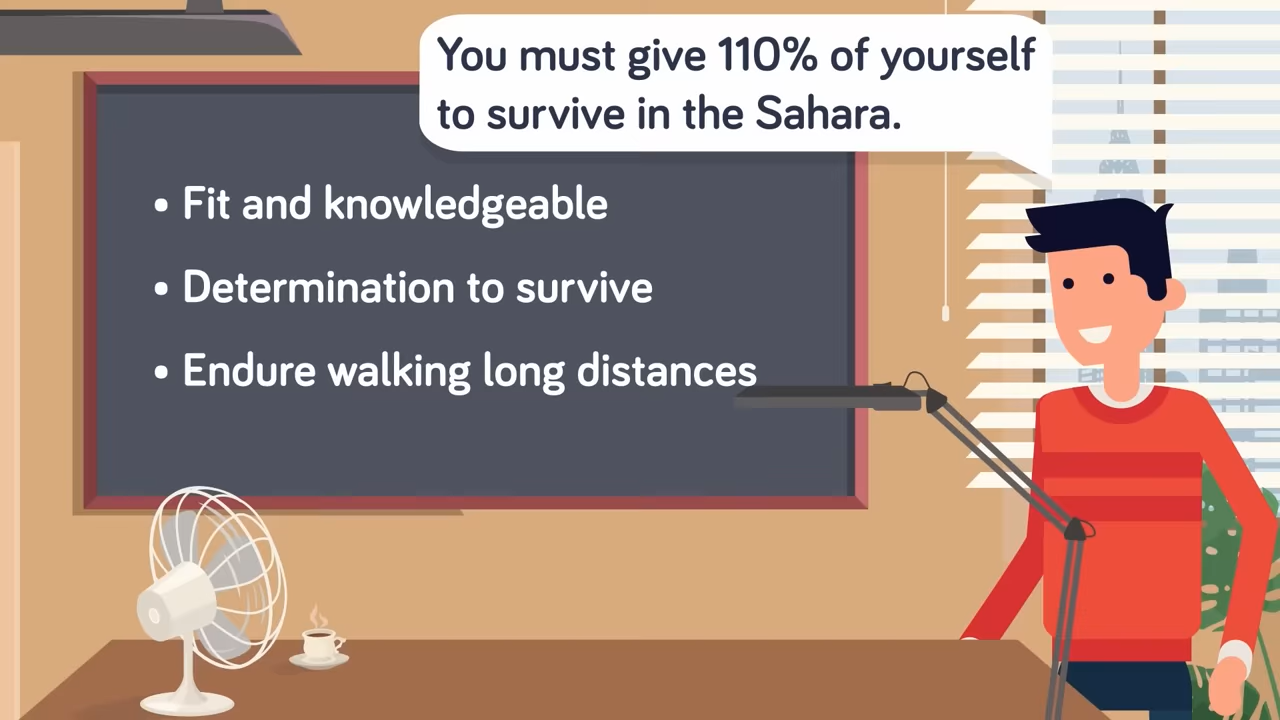 You must give 110% of yourself
to survive in the Sahara.
• Fit and knowledgeable
• Determination to survive
• Endure walking long distances